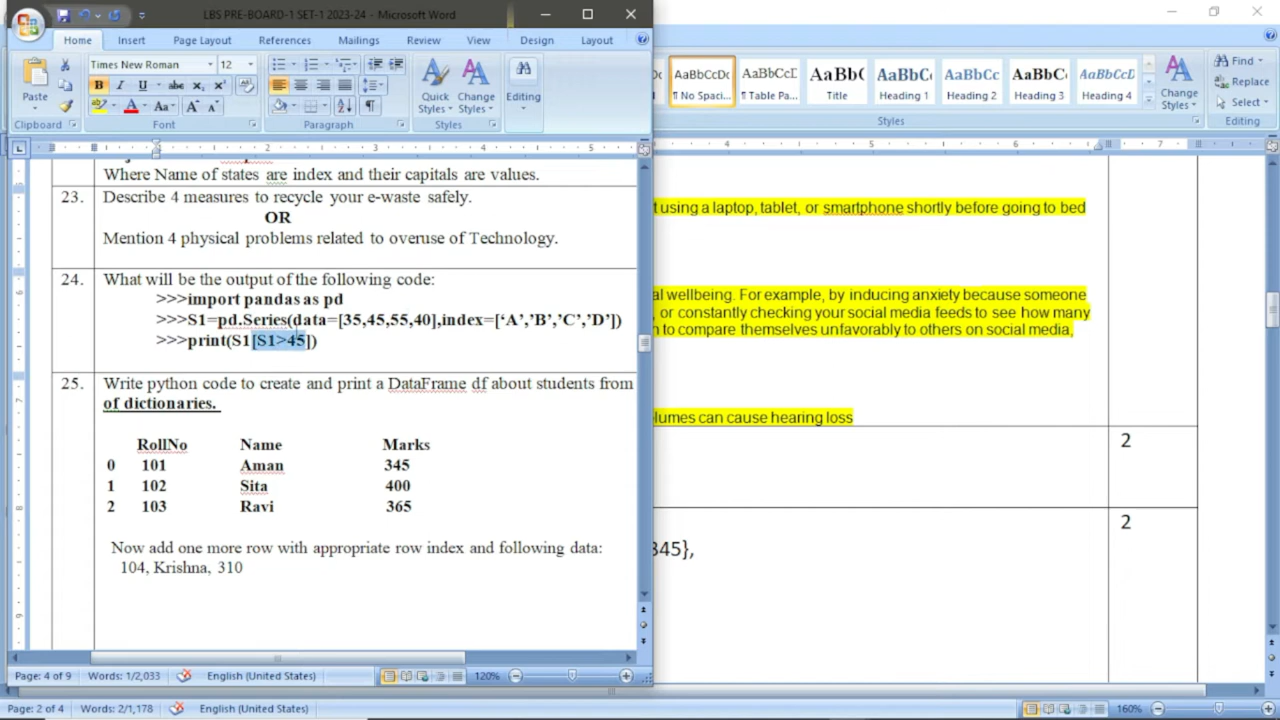 LBS PRE-BOARD-1 SET-1 2023-24 - Microsoft Word
Home Insert Page Layout References Mailings Review View Design Layout
Times New Roman 12
Paste
Quick Styles
Change Styles
Editing
Clipboard Font Paragraph Styles
AaBbCcDc
¶ No Spaci...
AaBbCcD
¶ Table Pa...
AaBb(
Title
AaBbCc
Heading 1
AaBbCc
Heading 2
AaBbC
Heading 3
AaBbCcD
Heading 4
Change Styles
Find
Replace
Select
Styles
Editing
2 3 4 5
4 5 6 7
Where Name of states are index and their capitals are values.
23. Describe 4 measures to recycle your e-waste safely.
OR
Mention 4 physical problems related to overuse of Technology.
24. What will be the output of the following code:
>>>import pandas as pd
>>>S1=pd.Series(data=[35,45,55,40],index=[‘A’,’B’,’C’,’D’])
>>>print(S1[S1>45])
25. Write python code to create and print a DataFrame df about students from
of dictionaries.
RollNo Name Marks
0 101 Aman 345
1 102 Sita 400
2 103 Ravi 365
Now add one more row with appropriate row index and following data:
104, Krishna, 310
t using a laptop, tablet, or smartphone shortly before going to bed
al wellbeing. For example, by inducing anxiety because someone
, or constantly checking your social media feeds to see how many
n to compare themselves unfavorably to others on social media,
olumes can cause hearing loss
2
2
345},
Page: 4 of 9 Words: 1/2,033 English (United States) 120%
Page: 2 of 4 Words: 2/1,178 English (United States) 160%